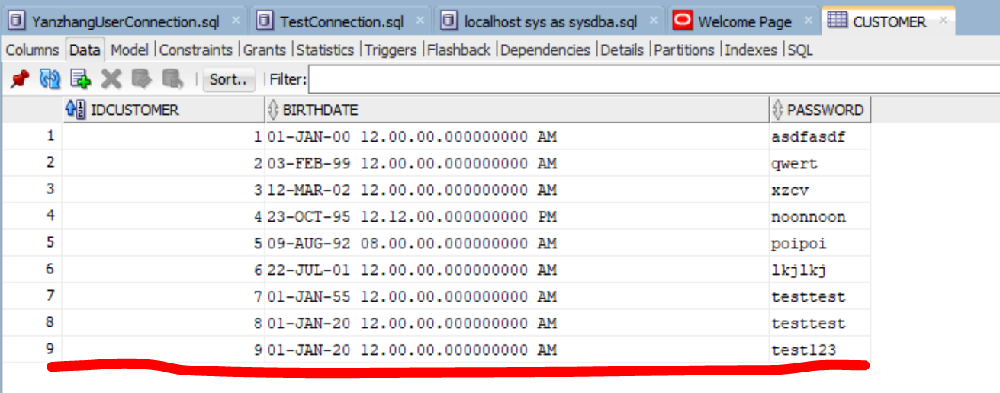 YanzhangUserConnection.sql × TestConnection.sql × localhost sys as sysdba.sql × Welcome Page × CUSTOMER ×
Columns Data Model |Constraints |Grants |Statistics |Triggers |Flashback |Dependencies |Details |Partitions |Indexes |SQL
Sort.. Filter:
IDCUSTOMER BIRTHDATE PASSWORD
1 1 01-JAN-00 12.00.00.000000000 AM asdfasdf
2 2 03-FEB-99 12.00.00.000000000 AM qwert
3 3 12-MAR-02 12.00.00.000000000 AM xzcv
4 4 23-OCT-95 12.12.00.000000000 PM noonnoon
5 5 09-AUG-92 08.00.00.000000000 AM poipoi
6 6 22-JUL-01 12.00.00.000000000 AM lkjlkj
7 7 01-JAN-55 12.00.00.000000000 AM testtest
8 8 01-JAN-20 12.00.00.000000000 AM testtest
9 9 01-JAN-20 12.00.00.000000000 AM test123